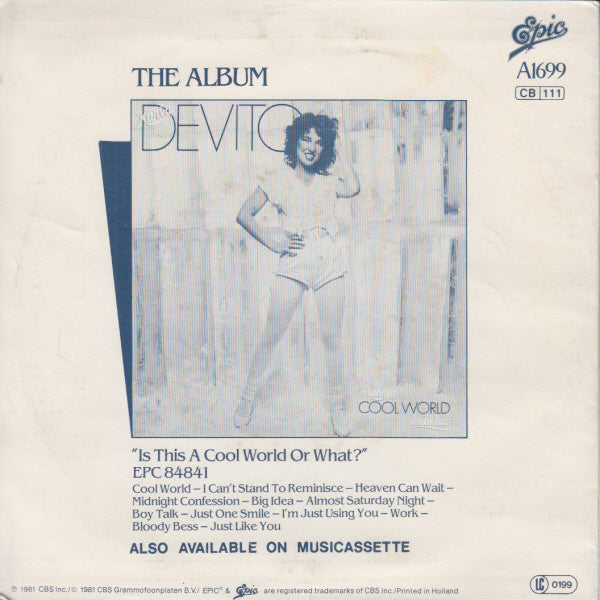 Epic
A1699
CB 111
THE ALBUM
Karla
DEVITO
COOL WORLD
"Is This A Cool World Or What?"
EPC 84841
Cool World – I Can't Stand To Reminisce – Heaven Can Wait –
Midnight Confession – Big Idea – Almost Saturday Night –
Boy Talk – Just One Smile – I'm Just Using You – Work –
Bloody Bess – Just Like You
ALSO AVAILABLE ON MUSICASSETTE
℗ 1981 CBS Inc./© 1981 CBS Grammofoonplaten B.V./ EPIC® & Epic are registered trademarks of CBS Inc./Printed in Holland
LC 0199